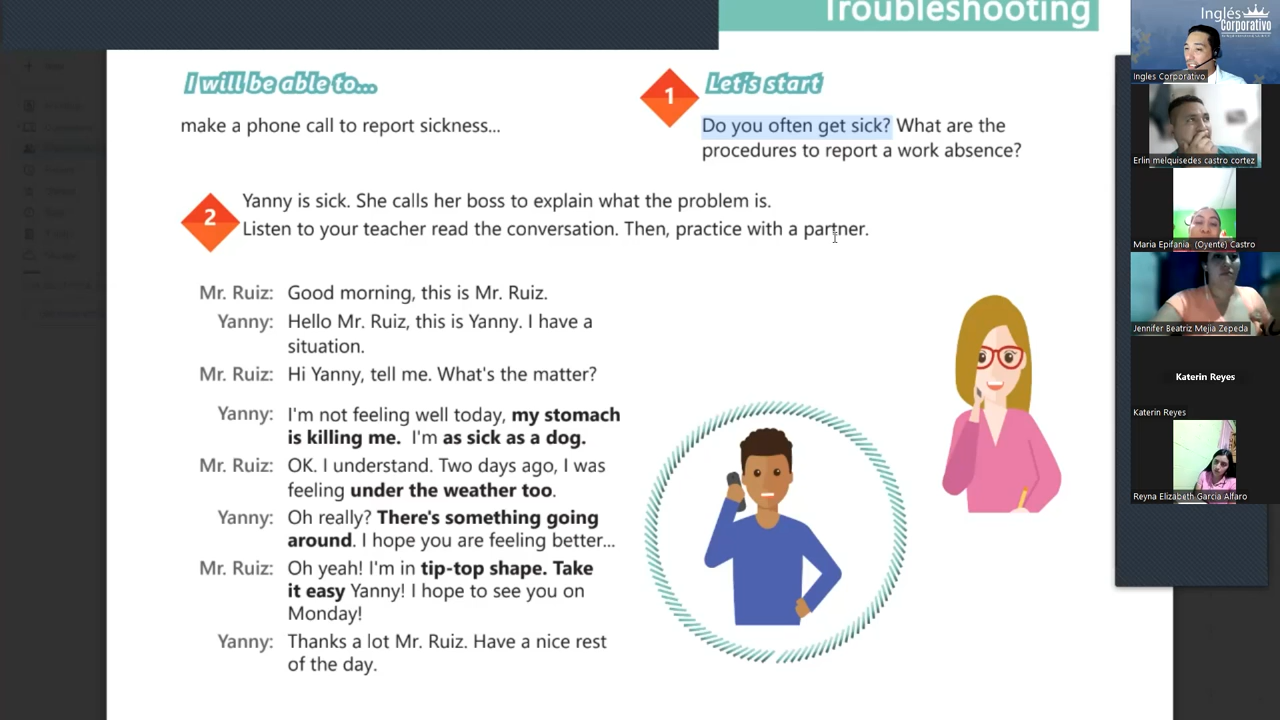 Troubleshooting
I will be able to...
make a phone call to report sickness...
1
Let's start
Do you often get sick? What are the
procedures to report a work absence?
2
Yanny is sick. She calls her boss to explain what the problem is.
Listen to your teacher read the conversation. Then, practice with a partner.
Mr. Ruiz: Good morning, this is Mr. Ruiz.
Yanny: Hello Mr. Ruiz, this is Yanny. I have a
situation.
Mr. Ruiz: Hi Yanny, tell me. What's the matter?
Yanny: I'm not feeling well today, my stomach
is killing me. I'm as sick as a dog.
Mr. Ruiz: OK. I understand. Two days ago, I was
feeling under the weather too.
Yanny: Oh really? There's something going
around. I hope you are feeling better...
Mr. Ruiz: Oh yeah! I'm in tip-top shape. Take
it easy Yanny! I hope to see you on
Monday!
Yanny: Thanks a lot Mr. Ruiz. Have a nice rest
of the day.
Inglés
Corporativo
Ingles Corporativo
Erlin melquisedes castro cortez
Maria Epifania (Oyente) Castro
Jennifer Beatriz Mejia Zepeda
Katerin Reyes
Katerin Reyes
Reyna Elizabeth Garcia Alfaro